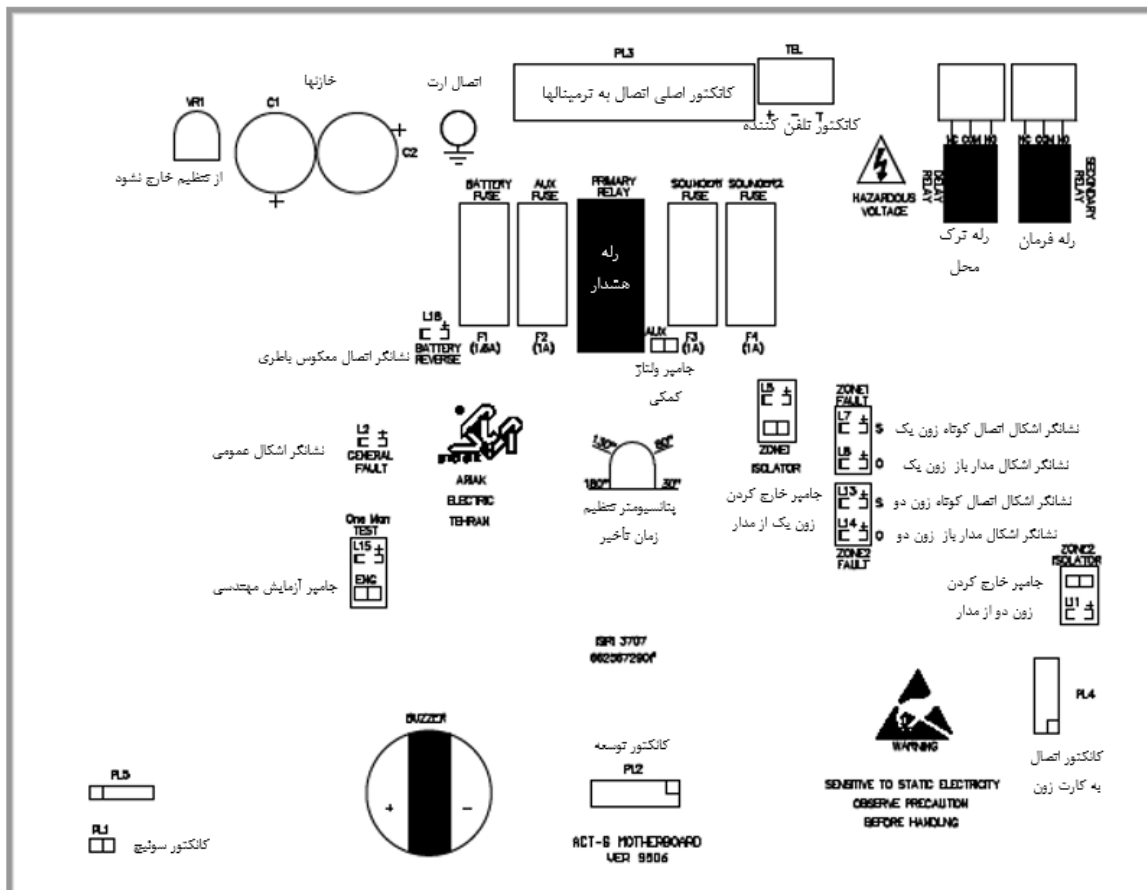 PL3
TEL
کانکتور اصلی اتصال به ترمینالها
+ - T
کانکتور تلفن کننده
خازنها
اتصال ارت
VR1
C1
+
C2
+
از تنظیم خارج نشود
NC COM NO
NC COM NO
DELAY RELAY
SECONDARY RELAY
HAZARDOUS
VOLTAGE
رله ترک
محل
رله فرمان
BATTERY
FUSE
AUX
FUSE
PRIMARY
RELAY
SOUNDER1
FUSE
SOUNDER2
FUSE
رله
هشدار
L16
+
BATTERY
REVERSE
نشانگر اتصال معکوس باطری
F1
(1.6A)
F2
(1A)
AUX
F3
(1A)
F4
(1A)
جامپر ولتاژ
کمکی
L2
+
GENERAL
FAULT
نشانگر اشکال عمومی
ARIAK
ELECTRIC
TEHRAN
130"
80"
180"
30"
پتانسیومتر تنظیم
زمان تأخیر
+
ZONE1
ISOLATOR
جامپر خارج کردن
زون یک از مدار
ZONE1
FAULT
L7 +
S
نشانگر اشکال اتصال کوتاه زون یک
+
O
نشانگر اشکال مدار باز زون یک
L13 +
S
نشانگر اشکال اتصال کوتاه زون دو
L14 +
O
نشانگر اشکال مدار باز زون دو
ZONE2
FAULT
One Man
TEST
L15 +
ENG
جامپر آزمایش مهندسی
ZONE2
ISOLATOR
+
جامپر خارج کردن
زون دو از مدار
ISIRI 3707
BUZZER
+ -
کانکتور توسعه
PL2
ACT-6 MOTHERBOARD
VER 9506
WARNING
SENSITIVE TO STATIC ELECTRICITY
OBSERVE PRECAUTION
BEFORE HANDLING
PL4
کانکتور اتصال
به کارت زون
PL5
PL1
کانکتور سوئیچ